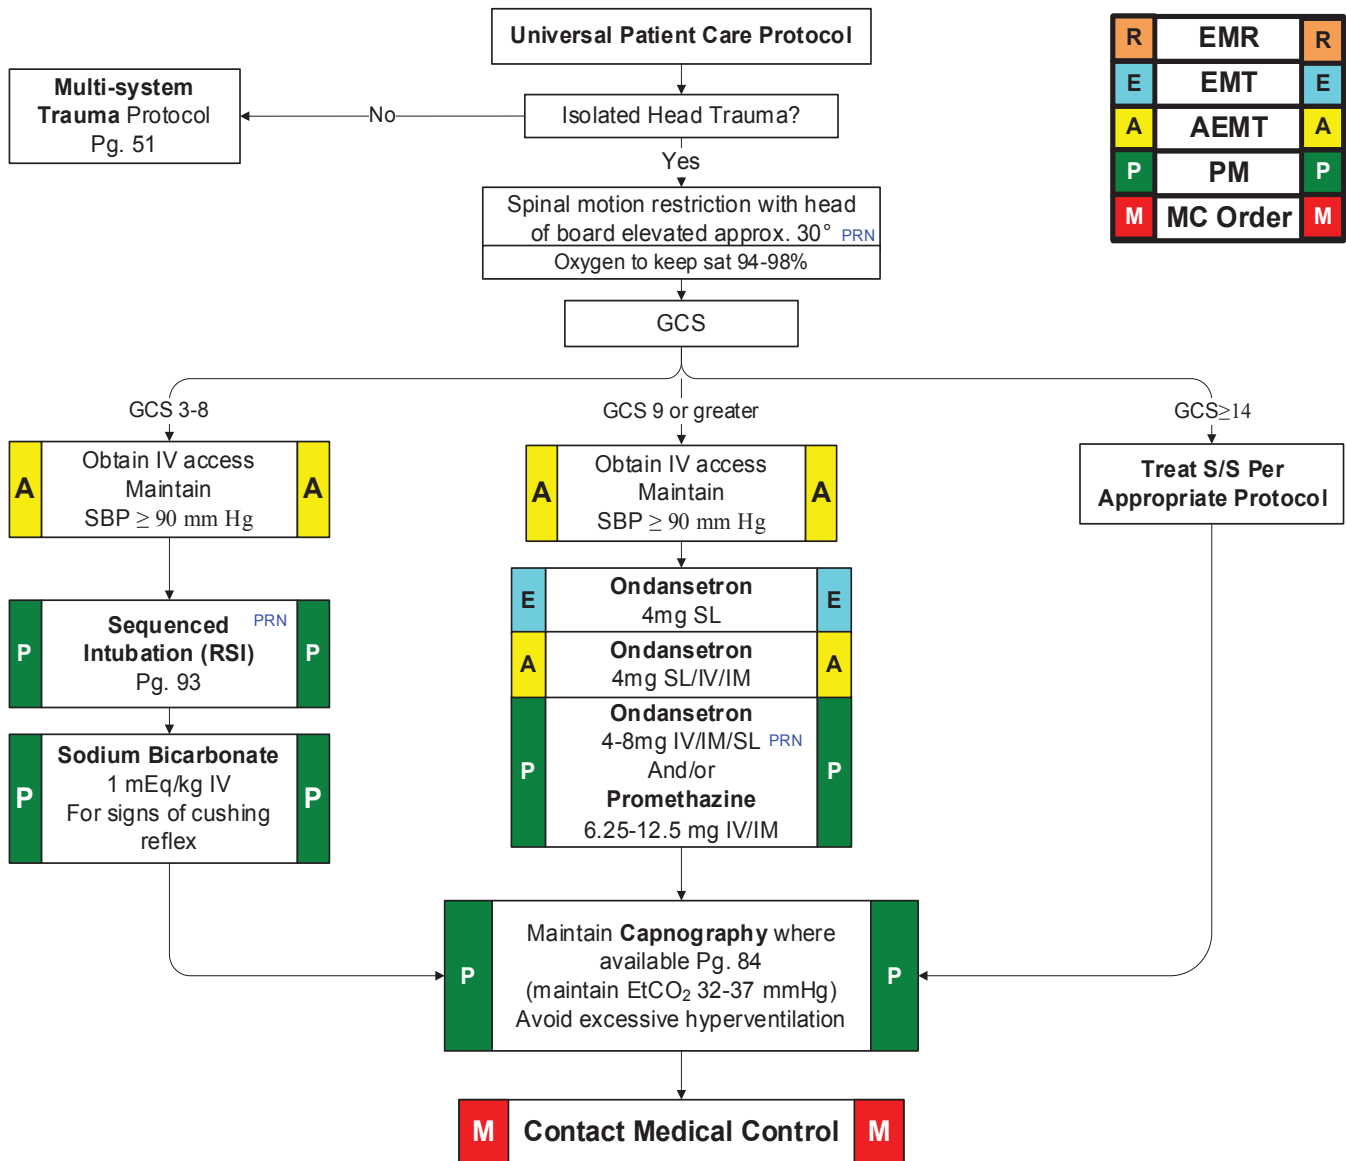 Universal Patient Care Protocol
R EMR R
E EMT E
A AEMT A
P PM P
M MC Order M
Multi-system
Trauma Protocol
Pg. 51
No
Isolated Head Trauma?
Yes
Spinal motion restriction with head
of board elevated approx. 30° PRN
Oxygen to keep sat 94-98%
GCS
GCS 3-8
A A
Obtain IV access
Maintain
SBP ≥ 90 mm Hg
P P
Sequenced PRN
Intubation (RSI)
Pg. 93
P P
Sodium Bicarbonate
1 mEq/kg IV
For signs of cushing
reflex
GCS 9 or greater
A A
Obtain IV access
Maintain
SBP ≥ 90 mm Hg
E E
Ondansetron
4mg SL
A A
Ondansetron
4mg SL/IV/IM
P P
Ondansetron
4-8mg IV/IM/SL PRN
And/or
Promethazine
6.25-12.5 mg IV/IM
GCS≥14
Treat S/S Per
Appropriate Protocol
P P
Maintain Capnography where
available Pg. 84
(maintain EtCO₂ 32-37 mmHg)
Avoid excessive hyperventilation
M Contact Medical Control M